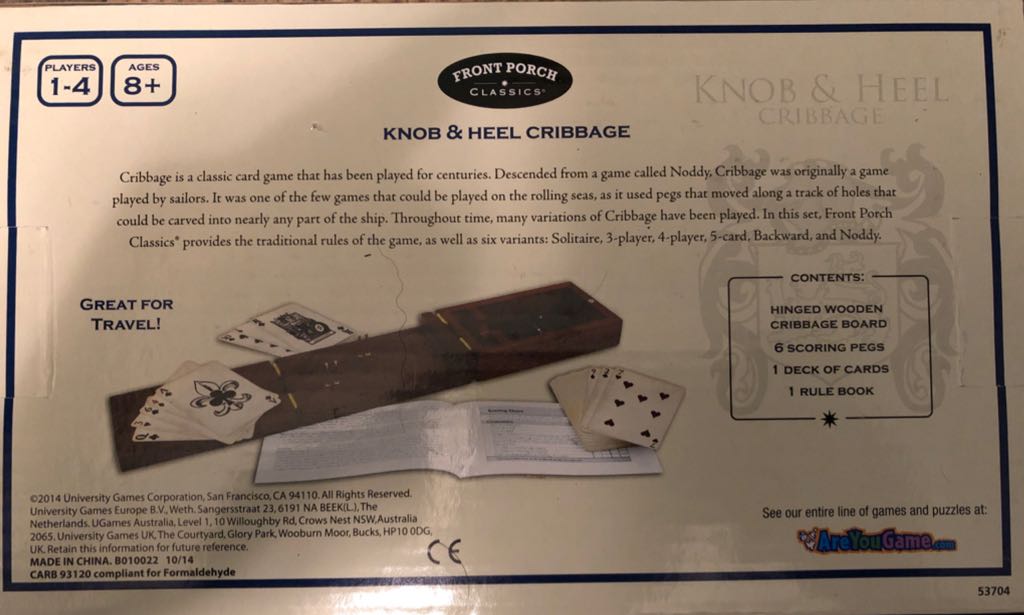 PLAYERS
1-4
AGES
8+
FRONT PORCH
CLASSICS®
KNOB & HEEL
CRIBBAGE
KNOB & HEEL CRIBBAGE
Cribbage is a classic card game that has been played for centuries. Descended from a game called Noddy, Cribbage was originally a game
played by sailors. It was one of the few games that could be played on the rolling seas, as it used pegs that moved along a track of holes that
could be carved into nearly any part of the ship. Throughout time, many variations of Cribbage have been played. In this set, Front Porch
Classics® provides the traditional rules of the game, as well as six variants: Solitaire, 3-player, 4-player, 5-card, Backward, and Noddy.
GREAT FOR
TRAVEL!
CONTENTS:
HINGED WOODEN
CRIBBAGE BOARD
6 SCORING PEGS
1 DECK OF CARDS
1 RULE BOOK
©2014 University Games Corporation, San Francisco, CA 94110. All Rights Reserved.
University Games Europe B.V., Weth. Sangersstraat 23, 6191 NA BEEK(L.), The
Netherlands. UGames Australia, Level 1, 10 Willoughby Rd, Crows Nest NSW, Australia
2065. University Games UK, The Courtyard, Glory Park, Wooburn Moor, Bucks, HP10 0DG,
UK. Retain this information for future reference.
MADE IN CHINA. B010022 10/14
CARB 93120 compliant for Formaldehyde
CE
See our entire line of games and puzzles at:
AreYouGame.com
53704